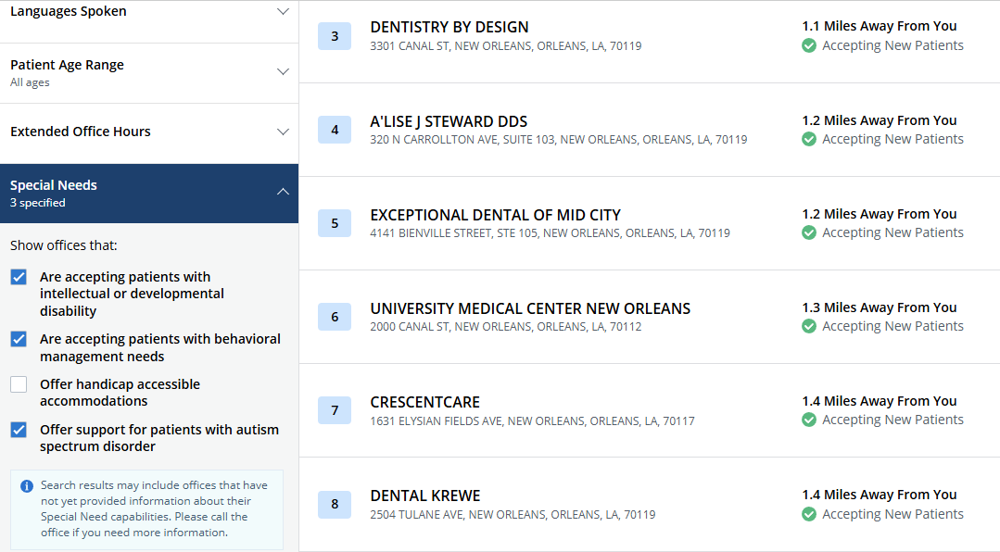 Languages Spoken
Patient Age Range
All ages
Extended Office Hours
Special Needs
3 specified
Show offices that:
Are accepting patients with
intellectual or developmental
disability
Are accepting patients with behavioral
management needs
Offer handicap accessible
accommodations
Offer support for patients with autism
spectrum disorder
Search results may include offices that have
not yet provided information about their
Special Need capabilities. Please call the
office if you need more information.
3
DENTISTRY BY DESIGN
3301 CANAL ST, NEW ORLEANS, ORLEANS, LA, 70119
1.1 Miles Away From You
Accepting New Patients
4
A'LISE J STEWARD DDS
320 N CARROLLTON AVE, SUITE 103, NEW ORLEANS, ORLEANS, LA, 70119
1.2 Miles Away From You
Accepting New Patients
5
EXCEPTIONAL DENTAL OF MID CITY
4141 BIENVILLE STREET, STE 105, NEW ORLEANS, ORLEANS, LA, 70119
1.2 Miles Away From You
Accepting New Patients
6
UNIVERSITY MEDICAL CENTER NEW ORLEANS
2000 CANAL ST, NEW ORLEANS, ORLEANS, LA, 70112
1.3 Miles Away From You
Accepting New Patients
7
CRESCENTCARE
1631 ELYSIAN FIELDS AVE, NEW ORLEANS, ORLEANS, LA, 70117
1.4 Miles Away From You
Accepting New Patients
8
DENTAL KREWE
2504 TULANE AVE, NEW ORLEANS, ORLEANS, LA, 70119
1.4 Miles Away From You
Accepting New Patients